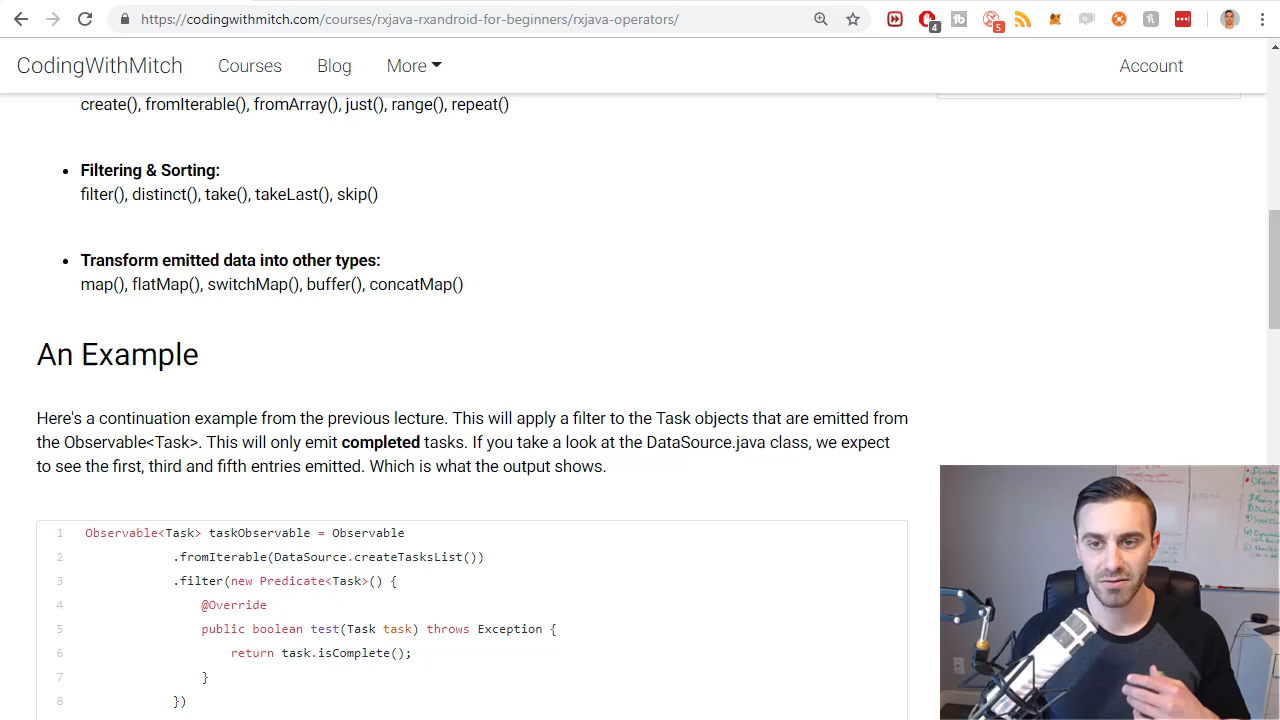 https://codingwithmitch.com/courses/rxjava-rxandroid-for-beginners/rxjava-operators/
4
5
CodingWithMitch Courses Blog More Account
create(), fromIterable(), fromArray(), just(), range(), repeat()
Filtering & Sorting:
filter(), distinct(), take(), takeLast(), skip()
Transform emitted data into other types:
map(), flatMap(), switchMap(), buffer(), concatMap()
An Example
Here's a continuation example from the previous lecture. This will apply a filter to the Task objects that are emitted from
the Observable<Task>. This will only emit completed tasks. If you take a look at the DataSource.java class, we expect
to see the first, third and fifth entries emitted. Which is what the output shows.
1 Observable<Task> taskObservable = Observable
2 .fromIterable(DataSource.createTasksList())
3 .filter(new Predicate<Task>() {
4 @Override
5 public boolean test(Task task) throws Exception {
6 return task.isComplete();
7 }
8 })